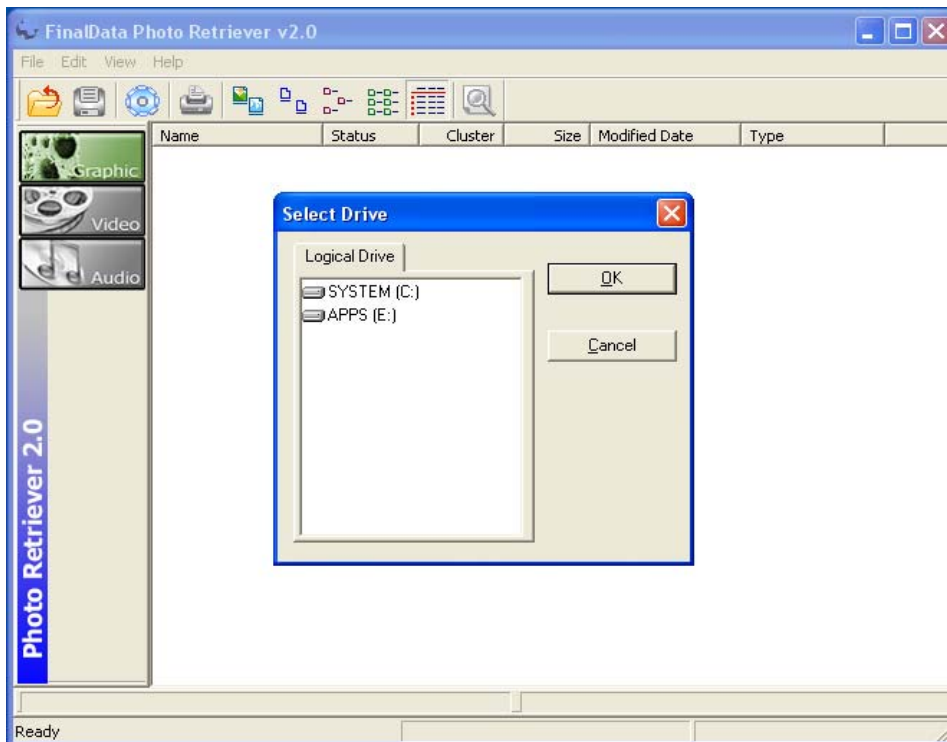 FinalData Photo Retriever v2.0
File Edit View Help
Name Status Cluster Size Modified Date Type
Graphic
Video
Audio
Select Drive
Logical Drive
SYSTEM (C:)
APPS (E:)
OK
Cancel
Photo Retriever 2.0
Ready